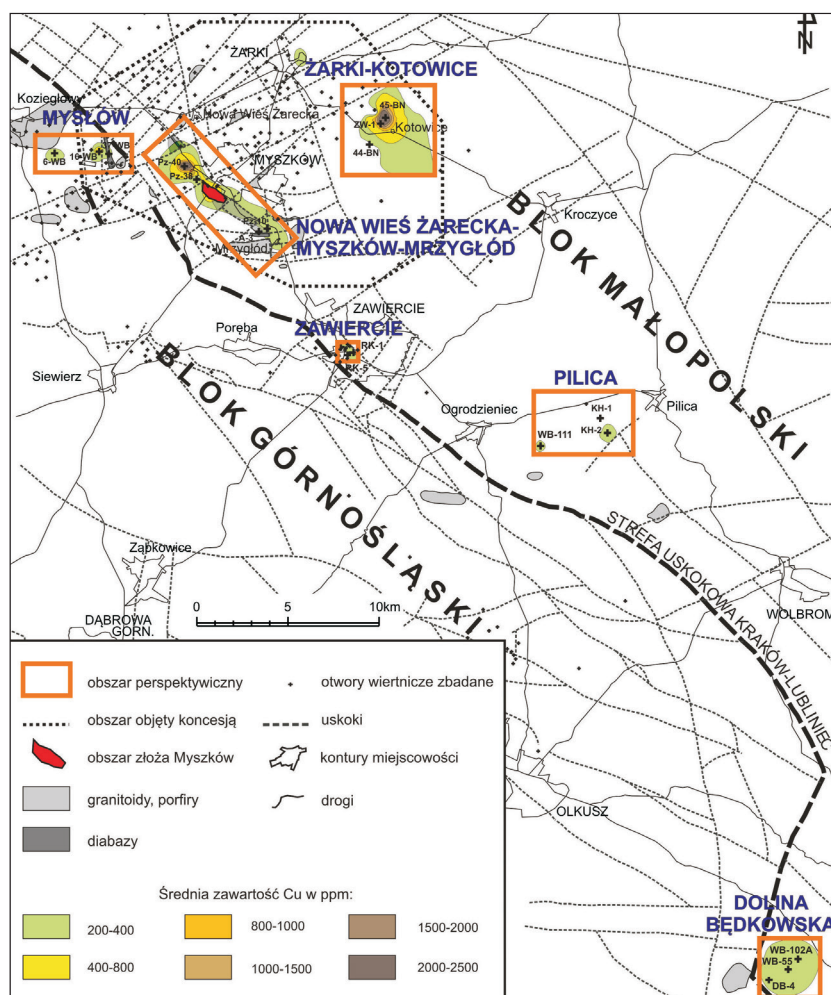 N
ŻARKI
ŻARKI-KOTOWICE
Koziegłowy
MYSŁÓW
Nowa Wieś Żarecka
45-BN
ZW-1
Kotowice
44-BN
6-WB
16-WB
Pz-40
Pz-38
MYSZKÓW
Mrzygłód
NOWA WIEŚ ŻARECKA-
MYSZKÓW-MRZYGŁÓD
Kroczyce
BLOK MAŁOPOLSKI
ZAWIERCIE
ZAWIERCIE
Poręba
RK-1
RK-5
Siewierz
BLOK GÓRNOŚLĄSKI
Ogrodzieniec
PILICA
Pilica
KH-1
KH-2
WB-111
STREFA USKOKOWA KRAKÓW-LUBLINIEC
Ząbkowice
DĄBROWA
GÓRN.
0 5 10km
WOLBROM
OLKUSZ
obszar perspektywiczny
otwory wiertnicze zbadane
obszar objęty koncesją
uskoki
obszar złoża Myszków
kontury miejscowości
granitoidy, porfiry
drogi
diabazy
Średnia zawartość Cu w ppm:
200-400
800-1000
1500-2000
400-800
1000-1500
2000-2500
DOLINA
BĘDKOWSKA
WB-102A
WB-55
DB-4